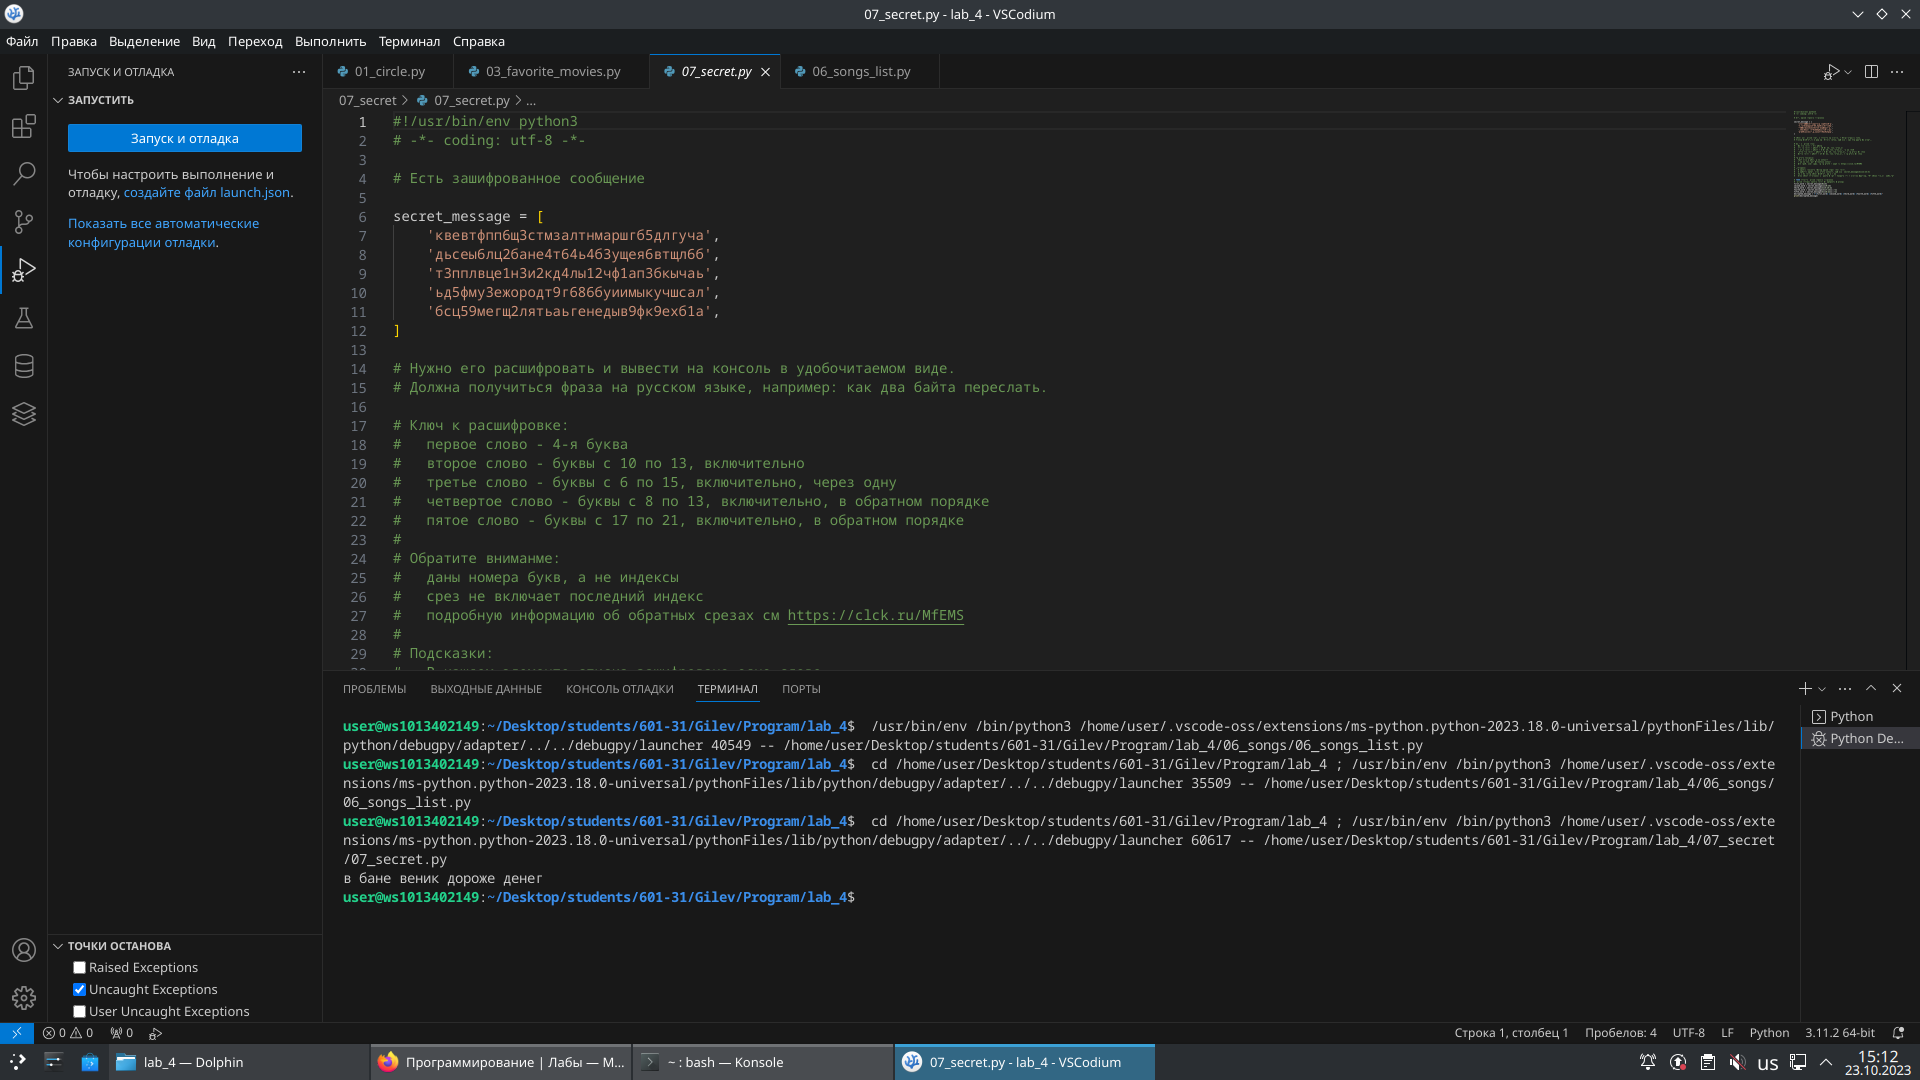 07_secret.py - lab_4 - VSCodium
Файл Правка Выделение Вид Переход Выполнить Терминал Справка
ЗАПУСК И ОТЛАДКА
01_circle.py 03_favorite_movies.py 07_secret.py 06_songs_list.py
ЗАПУСТИТЬ
Запуск и отладка
Чтобы настроить выполнение и
отладку, создайте файл launch.json.
Показать все автоматические
конфигурации отладки.
07_secret > 07_secret.py > ...
1 #!/usr/bin/env python3
2 # -*- coding: utf-8 -*-
3
4 # Есть зашифрованное сообщение
5
6 secret_message = [
7 'квевтфпп6щ3стмзалтнмаршгб5длгуча',
8 'дьсеы6лц2бане4т64ь4б3ущея6втщл6б',
9 'т3пплвце1н3и2кд4лы12чф1ап3бкычаь',
10 'ьд5фму3ежородт9г686буиимыкучшсал',
11 'бсц59мегщ2лятьаьгенедыв9фк9ехб1а',
12 ]
13
14 # Нужно его расшифровать и вывести на консоль в удобочитаемом виде.
15 # Должна получиться фраза на русском языке, например: как два байта переслать.
16
17 # Ключ к расшифровке:
18 # первое слово - 4-я буква
19 # второе слово - буквы с 10 по 13, включительно
20 # третье слово - буквы с 6 по 15, включительно, через одну
21 # четвертое слово - буквы с 8 по 13, включительно, в обратном порядке
22 # пятое слово - буквы с 17 по 21, включительно, в обратном порядке
23 #
24 # Обратите вниманме:
25 # даны номера букв, а не индексы
26 # срез не включает последний индекс
27 # подробную информацию об обратных срезах см https://clck.ru/MfEMS
28 #
29 # Подсказки:
ПРОБЛЕМЫ ВЫХОДНЫЕ ДАННЫЕ КОНСОЛЬ ОТЛАДКИ ТЕРМИНАЛ ПОРТЫ
user@ws1013402149:~/Desktop/students/601-31/Gilev/Program/lab_4$ /usr/bin/env /bin/python3 /home/user/.vscode-oss/extensions/ms-python.python-2023.18.0-universal/pythonFiles/lib/
python/debugpy/adapter/../../debugpy/launcher 40549 -- /home/user/Desktop/students/601-31/Gilev/Program/lab_4/06_songs/06_songs_list.py
user@ws1013402149:~/Desktop/students/601-31/Gilev/Program/lab_4$ cd /home/user/Desktop/students/601-31/Gilev/Program/lab_4 ; /usr/bin/env /bin/python3 /home/user/.vscode-oss/exte
nsions/ms-python.python-2023.18.0-universal/pythonFiles/lib/python/debugpy/adapter/../../debugpy/launcher 35509 -- /home/user/Desktop/students/601-31/Gilev/Program/lab_4/06_songs/
06_songs_list.py
user@ws1013402149:~/Desktop/students/601-31/Gilev/Program/lab_4$ cd /home/user/Desktop/students/601-31/Gilev/Program/lab_4 ; /usr/bin/env /bin/python3 /home/user/.vscode-oss/exte
nsions/ms-python.python-2023.18.0-universal/pythonFiles/lib/python/debugpy/adapter/../../debugpy/launcher 60617 -- /home/user/Desktop/students/601-31/Gilev/Program/lab_4/07_secret
/07_secret.py
в бане веник дороже денег
user@ws1013402149:~/Desktop/students/601-31/Gilev/Program/lab_4$
Python
Python De...
ТОЧКИ ОСТАНОВА
Raised Exceptions
Uncaught Exceptions
User Uncaught Exceptions
0 0 0
Строка 1, столбец 1 Пробелов: 4 UTF-8 LF Python 3.11.2 64-bit
lab_4 — Dolphin
Программирование | Лабы — M...
~ : bash — Konsole
07_secret.py - lab_4 - VSCodium
us
15:12
23.10.2023